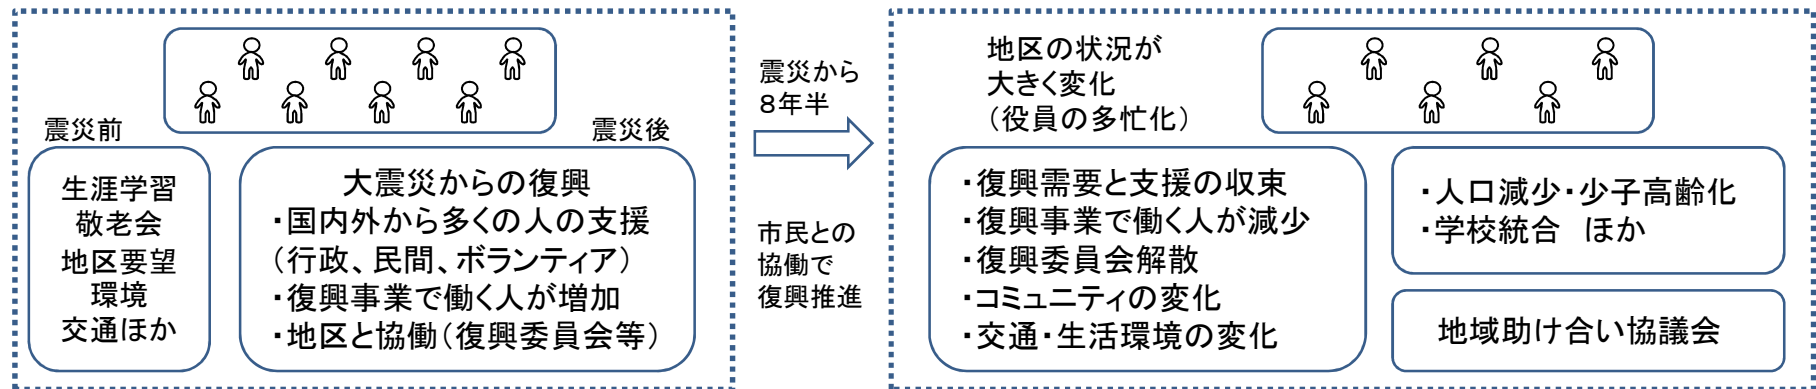 震災前
震災後
生涯学習
敬老会
地区要望
環境
交通ほか
大震災からの復興
・国内外から多くの人の支援
(行政、民間、ボランティア)
・復興事業で働く人が増加
・地区と協働(復興委員会等)
震災から
8年半
市民との
協働で
復興推進
地区の状況が
大きく変化
(役員の多忙化)
・復興需要と支援の収束
・復興事業で働く人が減少
・復興委員会解散
・コミュニティの変化
・交通・生活環境の変化
・人口減少・少子高齢化
・学校統合 ほか
地域助け合い協議会